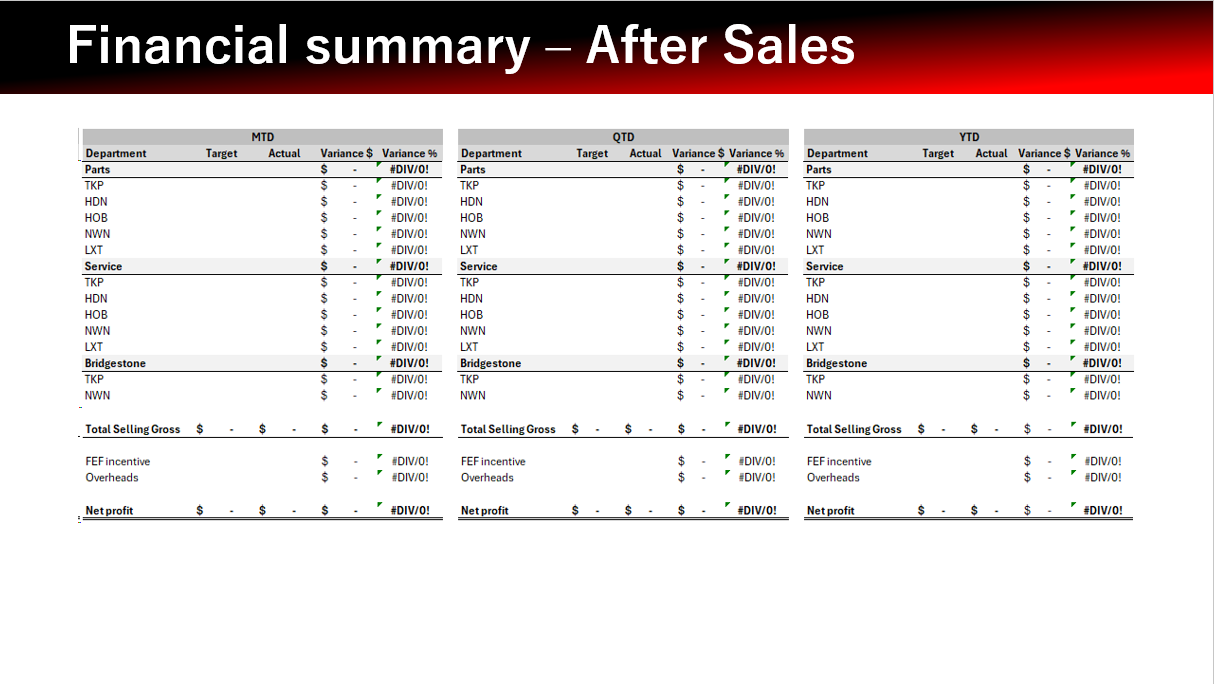 Financial summary – After Sales
MTD QTD YTD
Department Target Actual Variance $ Variance % Department Target Actual Variance $ Variance % Department Target Actual Variance $ Variance %
Parts $ - #DIV/0! Parts $ - #DIV/0! Parts $ - #DIV/0!
TKP $ - #DIV/0! TKP $ - #DIV/0! TKP $ - #DIV/0!
HDN $ - #DIV/0! HDN $ - #DIV/0! HDN $ - #DIV/0!
HOB $ - #DIV/0! HOB $ - #DIV/0! HOB $ - #DIV/0!
NWN $ - #DIV/0! NWN $ - #DIV/0! NWN $ - #DIV/0!
LXT $ - #DIV/0! LXT $ - #DIV/0! LXT $ - #DIV/0!
Service $ - #DIV/0! Service $ - #DIV/0! Service $ - #DIV/0!
TKP $ - #DIV/0! TKP $ - #DIV/0! TKP $ - #DIV/0!
HDN $ - #DIV/0! HDN $ - #DIV/0! HDN $ - #DIV/0!
HOB $ - #DIV/0! HOB $ - #DIV/0! HOB $ - #DIV/0!
NWN $ - #DIV/0! NWN $ - #DIV/0! NWN $ - #DIV/0!
LXT $ - #DIV/0! LXT $ - #DIV/0! LXT $ - #DIV/0!
Bridgestone $ - #DIV/0! Bridgestone $ - #DIV/0! Bridgestone $ - #DIV/0!
TKP $ - #DIV/0! TKP $ - #DIV/0! TKP $ - #DIV/0!
NWN $ - #DIV/0! NWN $ - #DIV/0! NWN $ - #DIV/0!
Total Selling Gross $ - $ - $ - #DIV/0! Total Selling Gross $ - $ - $ - #DIV/0! Total Selling Gross $ - $ - $ - #DIV/0!
FEF incentive $ - #DIV/0! FEF incentive $ - #DIV/0! FEF incentive $ - #DIV/0!
Overheads $ - #DIV/0! Overheads $ - #DIV/0! Overheads $ - #DIV/0!
Net profit $ - $ - $ - #DIV/0! Net profit $ - $ - $ - #DIV/0! Net profit $ - $ - $ - #DIV/0!